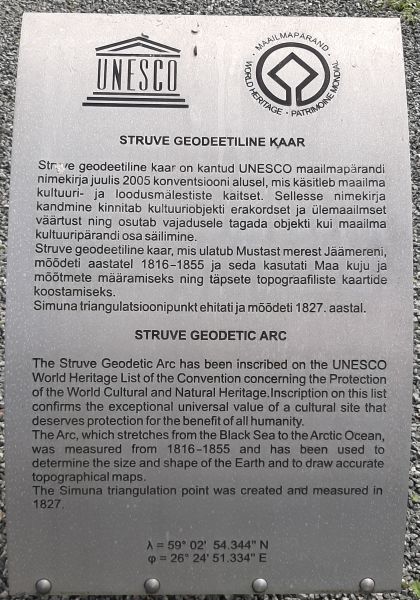 UNESCO
· MAAILMAPÄRAND ·
WORLD HERITAGE · PATRIMOINE MONDIAL
STRUVE GEODEETILINE KAAR
Struve geodeetiline kaar on kantud UNESCO maailmapärandi
nimekirja juulis 2005 konventsiooni alusel, mis käsitleb maailma
kultuuri- ja loodusmälestiste kaitset. Sellesse nimekirja
kandmine kinnitab kultuuriobjekti erakordset ja ülemaailmset
väärtust ning osutab vajadusele tagada objekti kui maailma
kultuuripärandi osa säilimine.
Struve geodeetiline kaar, mis ulatub Mustast merest Jäämereni,
mõõdeti aastatel 1816-1855 ja seda kasutati Maa kuju ja
mõõtmete määramiseks ning täpsete topograafiliste kaartide
koostamiseks.
Simuna triangulatsioonipunkt ehitati ja mõõdeti 1827. aastal.
STRUVE GEODETIC ARC
The Struve Geodetic Arc has been inscribed on the UNESCO
World Heritage List of the Convention concerning the Protection
of the World Cultural and Natural Heritage.Inscription on this list
confirms the exceptional universal value of a cultural site that
deserves protection for the benefit of all humanity.
The Arc, which stretches from the Black Sea to the Arctic Ocean,
was measured from 1816-1855 and has been used to
determine the size and shape of the Earth and to draw accurate
topographical maps.
The Simuna triangulation point was created and measured in
1827.
λ = 59° 02' 54.344" N
φ = 26° 24' 51.334" E